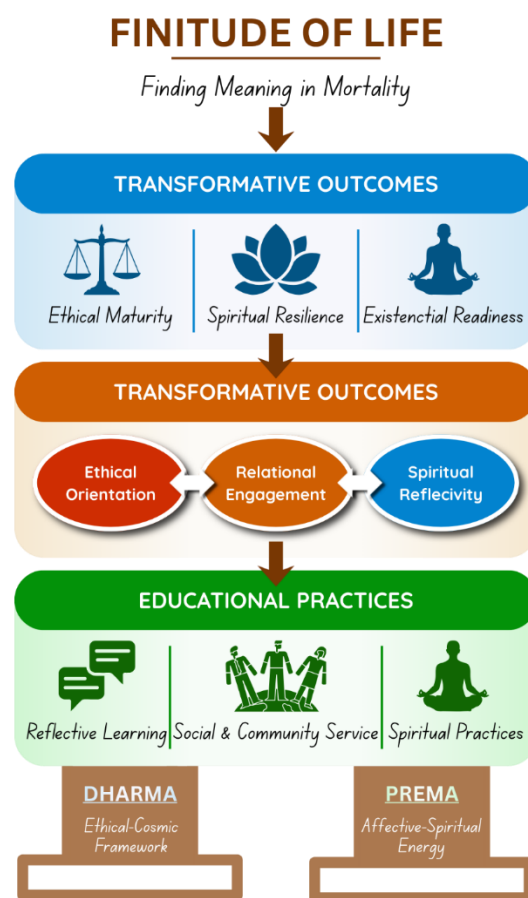 FINITUDE OF LIFE
Finding Meaning in Mortality
TRANSFORMATIVE OUTCOMES
Ethical Maturity
Spiritual Resilience
Existenctial Readiness
TRANSFORMATIVE OUTCOMES
Ethical
Orientation
Relational
Engagement
Spiritual
Reflecivity
EDUCATIONAL PRACTICES
Reflective Learning
Social & Community Service
Spiritual Practices
DHARMA
Ethical-Cosmic
Framework
PREMA
Affective-Spiritual
Energy